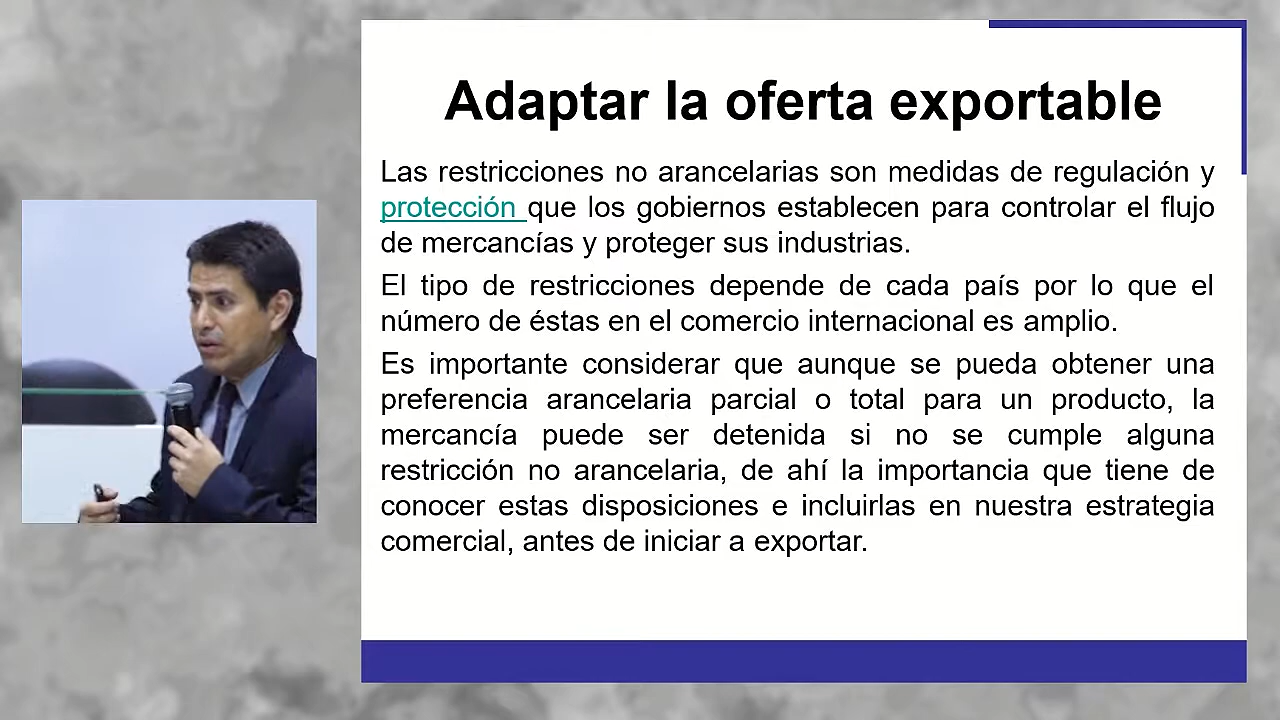 Adaptar la oferta exportable
Las restricciones no arancelarias son medidas de regulación y
protección que los gobiernos establecen para controlar el flujo
de mercancías y proteger sus industrias.
El tipo de restricciones depende de cada país por lo que el
número de éstas en el comercio internacional es amplio.
Es importante considerar que aunque se pueda obtener una
preferencia arancelaria parcial o total para un producto, la
mercancía puede ser detenida si no se cumple alguna
restricción no arancelaria, de ahí la importancia que tiene de
conocer estas disposiciones e incluirlas en nuestra estrategia
comercial, antes de iniciar a exportar.